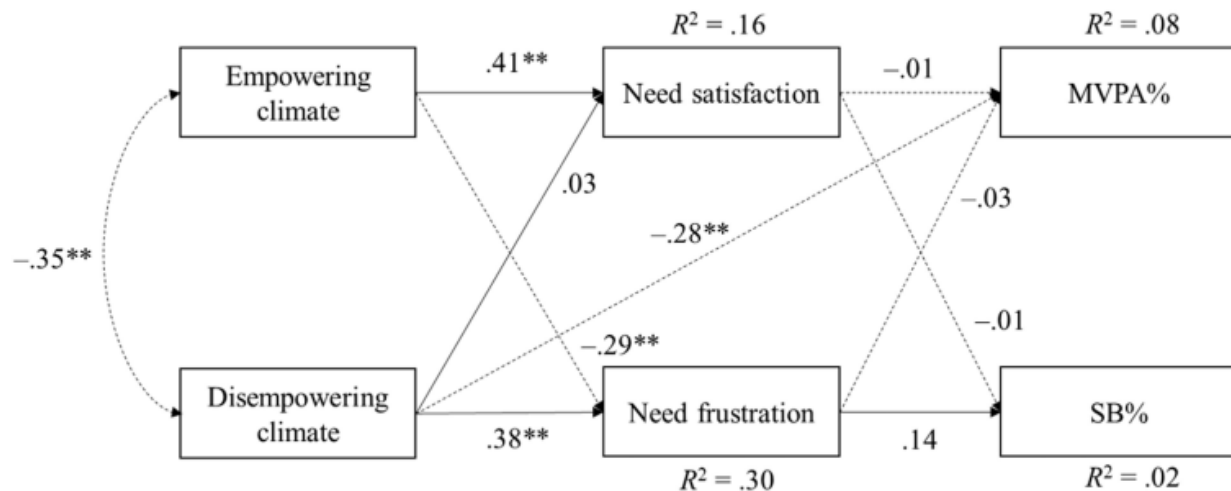 R² = .16
R² = .08
Empowering
climate
.41**
Need satisfaction
–.01
MVPA%
.03
–.03
–.28**
–.35**
–.01
–.29**
Disempowering
climate
.38**
Need frustration
.14
SB%
R² = .30
R² = .02